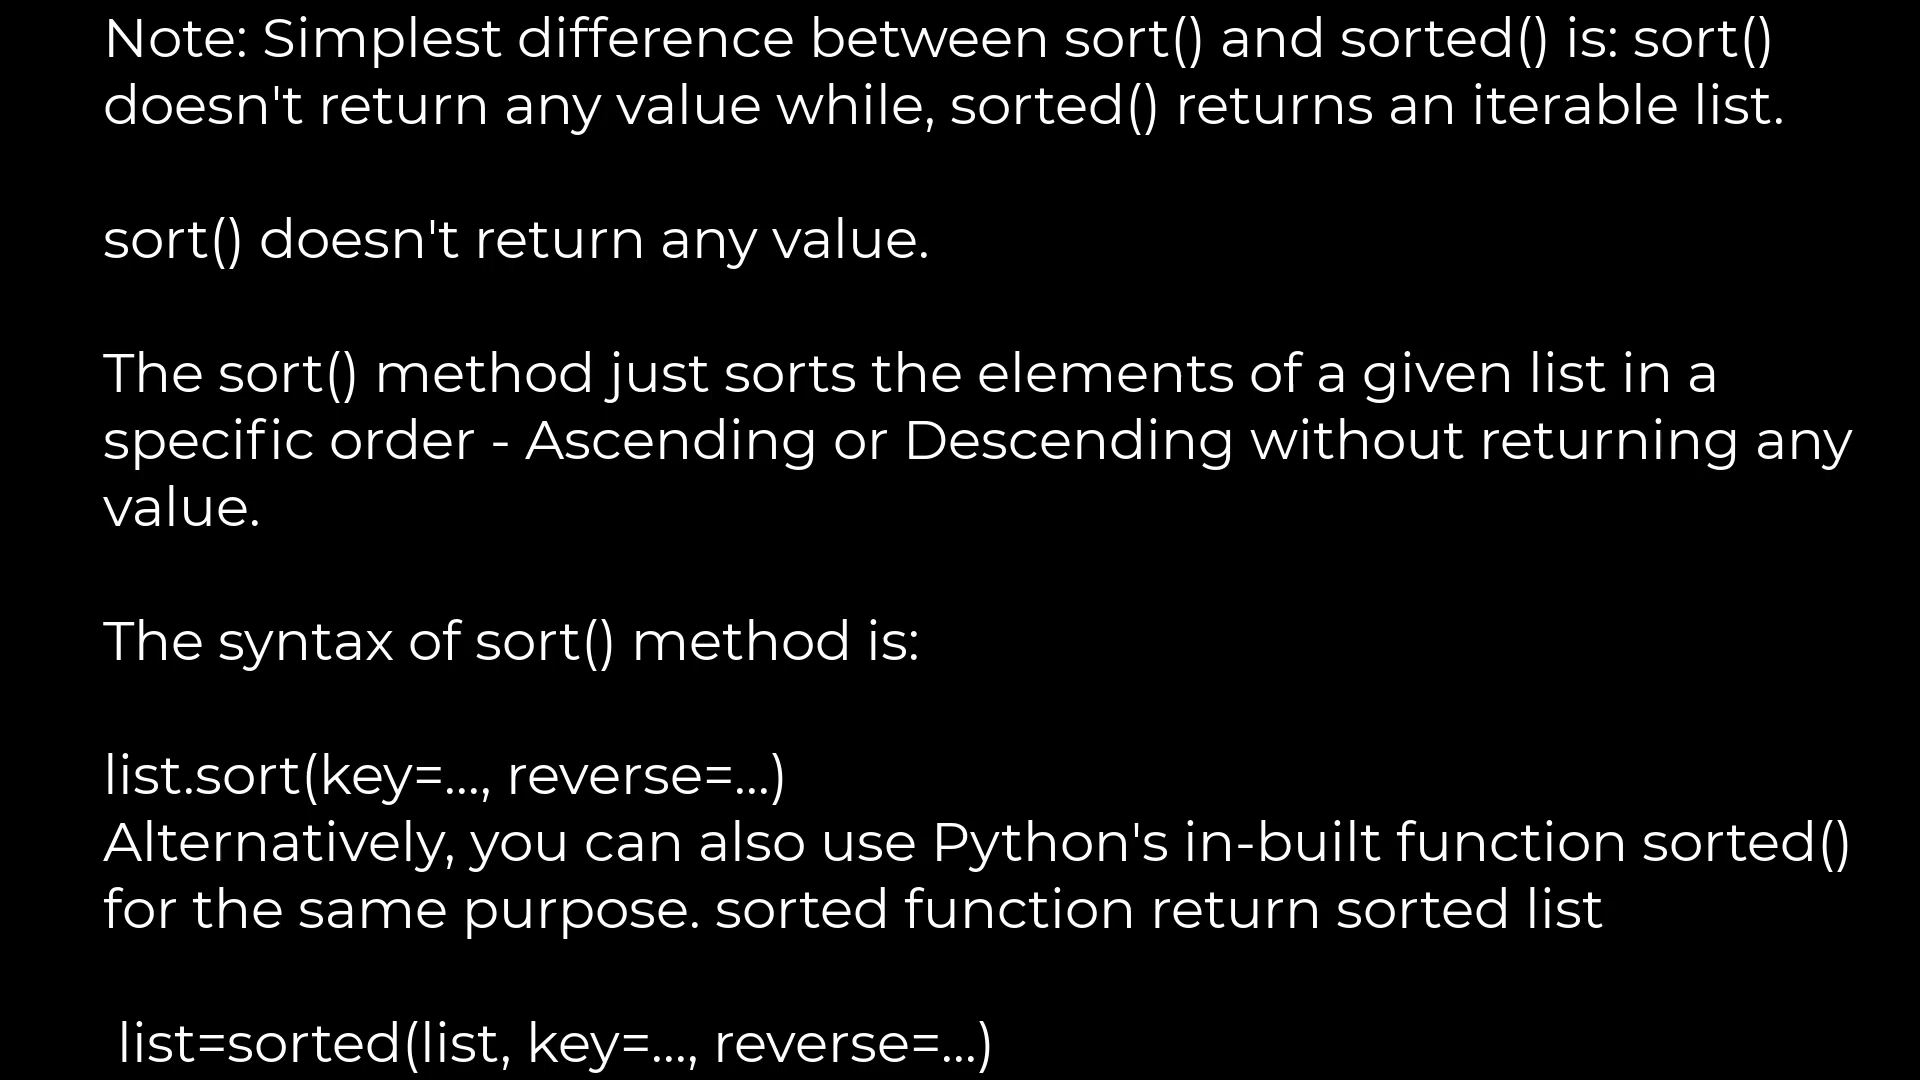 Note: Simplest difference between sort() and sorted() is: sort()
doesn't return any value while, sorted() returns an iterable list.
sort() doesn't return any value.
The sort() method just sorts the elements of a given list in a
specific order - Ascending or Descending without returning any
value.
The syntax of sort() method is:
list.sort(key=..., reverse=...)
Alternatively, you can also use Python's in-built function sorted()
for the same purpose. sorted function return sorted list
list=sorted(list, key=..., reverse=...)